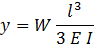 y = W l³ / (3 E I)